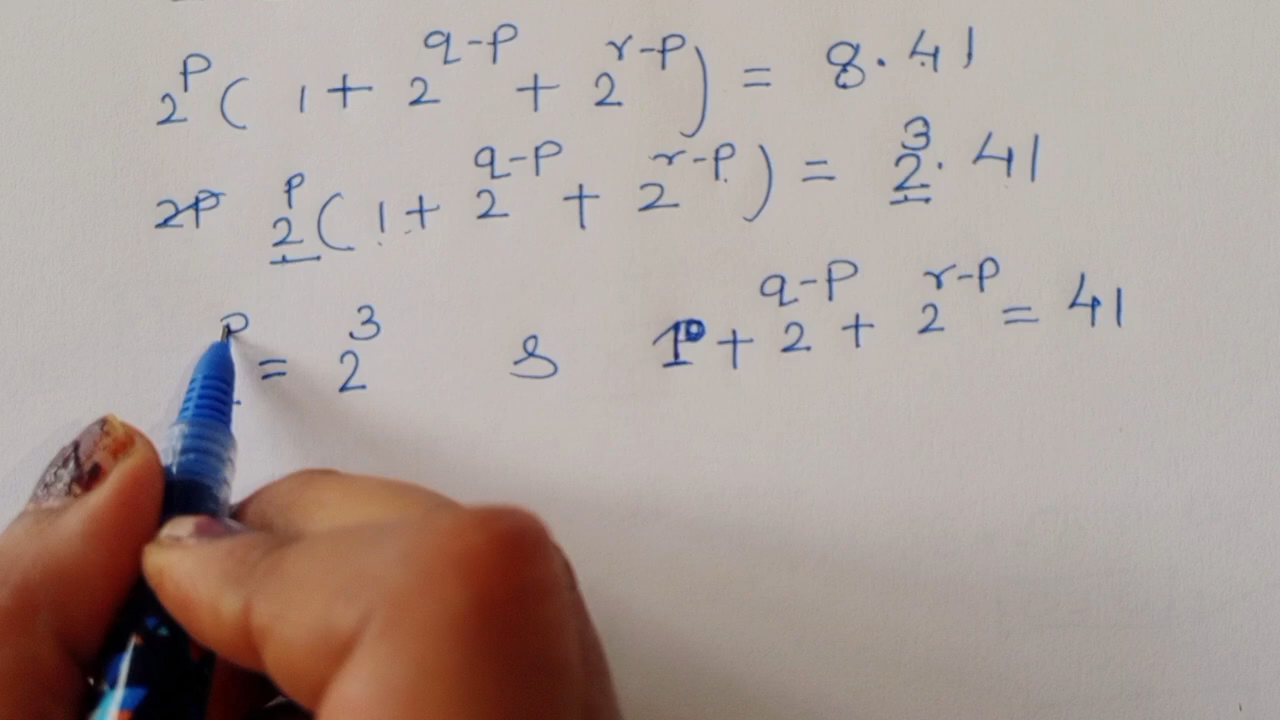 2^p ( 1 + 2^{q-p} + 2^{r-p} ) = 8.41
2p 2^p ( 1 + 2^{q-p} + 2^{r-p} ) = 2^3 . 41
^p = 2^3 & 1 + 2^{q-p} + 2^{r-p} = 41